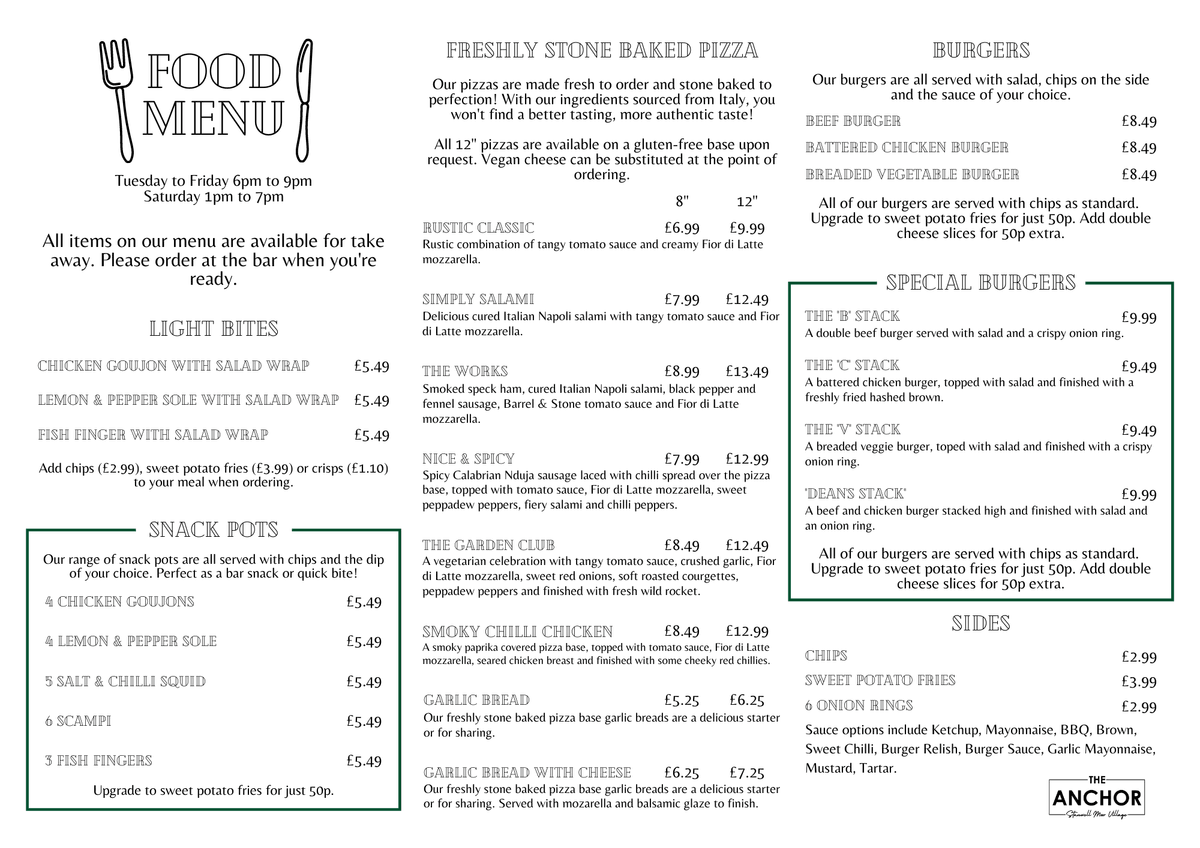 FOOD
MENU
Tuesday to Friday 6pm to 9pm
Saturday 1pm to 7pm
All items on our menu are available for take
away. Please order at the bar when you're
ready.
LIGHT BITES
CHICKEN GOUJON WITH SALAD WRAP £5.49
LEMON & PEPPER SOLE WITH SALAD WRAP £5.49
FISH FINGER WITH SALAD WRAP £5.49
Add chips (£2.99), sweet potato fries (£3.99) or crisps (£1.10)
to your meal when ordering.
SNACK POTS
Our range of snack pots are all served with chips and the dip
of your choice. Perfect as a bar snack or quick bite!
4 CHICKEN GOUJONS £5.49
4 LEMON & PEPPER SOLE £5.49
5 SALT & CHILLI SQUID £5.49
6 SCAMPI £5.49
3 FISH FINGERS £5.49
Upgrade to sweet potato fries for just 50p.
FRESHLY STONE BAKED PIZZA
Our pizzas are made fresh to order and stone baked to
perfection! With our ingredients sourced from Italy, you
won't find a better tasting, more authentic taste!
All 12" pizzas are available on a gluten-free base upon
request. Vegan cheese can be substituted at the point of
ordering.
8" 12"
RUSTIC CLASSIC £6.99 £9.99
Rustic combination of tangy tomato sauce and creamy Fior di Latte
mozzarella.
SIMPLY SALAMI £7.99 £12.49
Delicious cured Italian Napoli salami with tangy tomato sauce and Fior
di Latte mozzarella.
THE WORKS £8.99 £13.49
Smoked speck ham, cured Italian Napoli salami, black pepper and
fennel sausage, Barrel & Stone tomato sauce and Fior di Latte
mozzarella.
NICE & SPICY £7.99 £12.99
Spicy Calabrian Nduja sausage laced with chilli spread over the pizza
base, topped with tomato sauce, Fior di Latte mozzarella, sweet
peppadew peppers, fiery salami and chilli peppers.
THE GARDEN CLUB £8.49 £12.49
A vegetarian celebration with tangy tomato sauce, crushed garlic, Fior
di Latte mozzarella, sweet red onions, soft roasted courgettes,
peppadew peppers and finished with fresh wild rocket.
SMOKY CHILLI CHICKEN £8.49 £12.99
A smoky paprika covered pizza base, topped with tomato sauce, Fior di Latte
mozzarella, seared chicken breast and finished with some cheeky red chillies.
GARLIC BREAD £5.25 £6.25
Our freshly stone baked pizza base garlic breads are a delicious starter
or for sharing.
GARLIC BREAD WITH CHEESE £6.25 £7.25
Our freshly stone baked pizza base garlic breads are a delicious starter
or for sharing. Served with mozarella and balsamic glaze to finish.
BURGERS
Our burgers are all served with salad, chips on the side
and the sauce of your choice.
BEEF BURGER £8.49
BATTERED CHICKEN BURGER £8.49
BREADED VEGETABLE BURGER £8.49
All of our burgers are served with chips as standard.
Upgrade to sweet potato fries for just 50p. Add double
cheese slices for 50p extra.
SPECIAL BURGERS
THE 'B' STACK £9.99
A double beef burger served with salad and a crispy onion ring.
THE 'C' STACK £9.49
A battered chicken burger, topped with salad and finished with a
freshly fried hashed brown.
THE 'V' STACK £9.49
A breaded veggie burger, toped with salad and finished with a crispy
onion ring.
'DEAN'S STACK' £9.99
A beef and chicken burger stacked high and finished with salad and
an onion ring.
All of our burgers are served with chips as standard.
Upgrade to sweet potato fries for just 50p. Add double
cheese slices for 50p extra.
SIDES
CHIPS £2.99
SWEET POTATO FRIES £3.99
6 ONION RINGS £2.99
Sauce options include Ketchup, Mayonnaise, BBQ, Brown,
Sweet Chilli, Burger Relish, Burger Sauce, Garlic Mayonnaise,
Mustard, Tartar.
THE
ANCHOR
Stanwell Moor Village